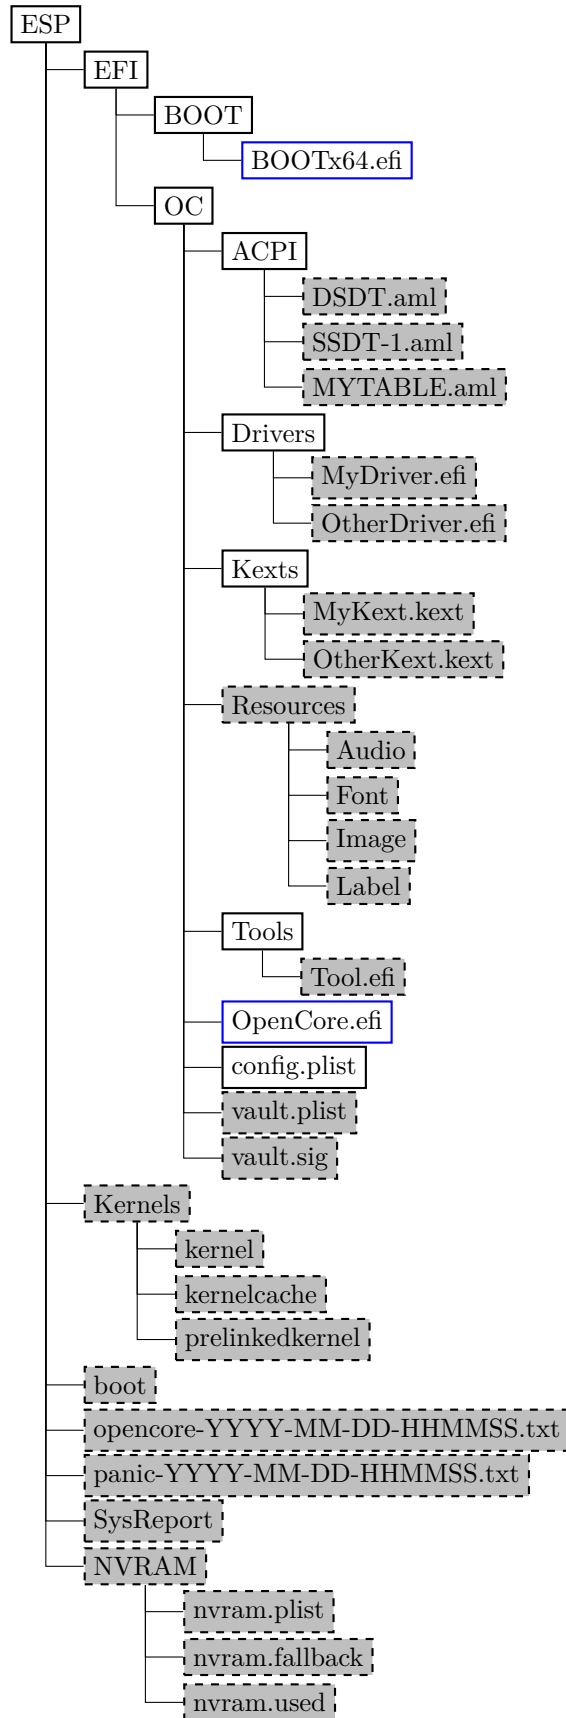 ESP
EFI
BOOT
BOOTx64.efi
OC
ACPI
DSDT.aml
SSDT-1.aml
MYTABLE.aml
Drivers
MyDriver.efi
OtherDriver.efi
Kexts
MyKext.kext
OtherKext.kext
Resources
Audio
Font
Image
Label
Tools
Tool.efi
OpenCore.efi
config.plist
vault.plist
vault.sig
Kernels
kernel
kernelcache
prelinkedkernel
boot
opencore-YYYY-MM-DD-HHMMSS.txt
panic-YYYY-MM-DD-HHMMSS.txt
SysReport
NVRAM
nvram.plist
nvram.fallback
nvram.used